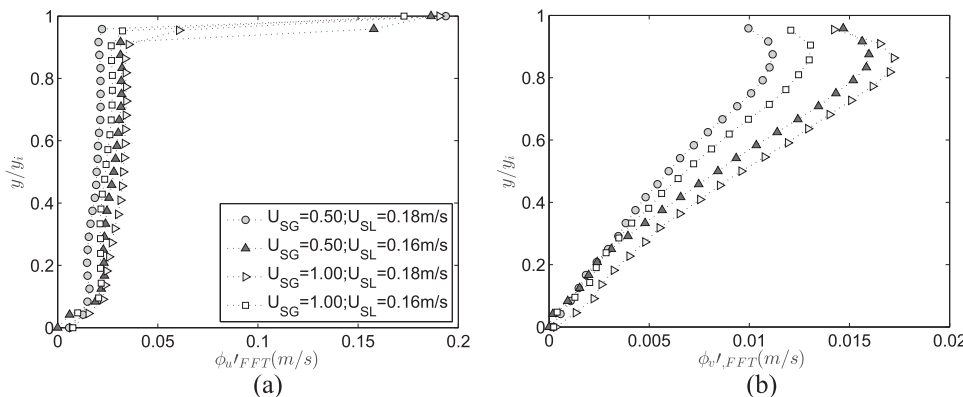 1
0.8
0.6
0.4
0.2
0
y/y_i
0 0.05 0.1 0.15 0.2
ϕ_u′_FFT(m/s)
U_SG=0.50;U_SL=0.18m/s
U_SG=0.50;U_SL=0.16m/s
U_SG=1.00;U_SL=0.18m/s
U_SG=1.00;U_SL=0.16m/s
(a)
1
0.8
0.6
0.4
0.2
0
y/y_i
0 0.005 0.01 0.015 0.02
ϕ_v′,FFT(m/s)
(b)